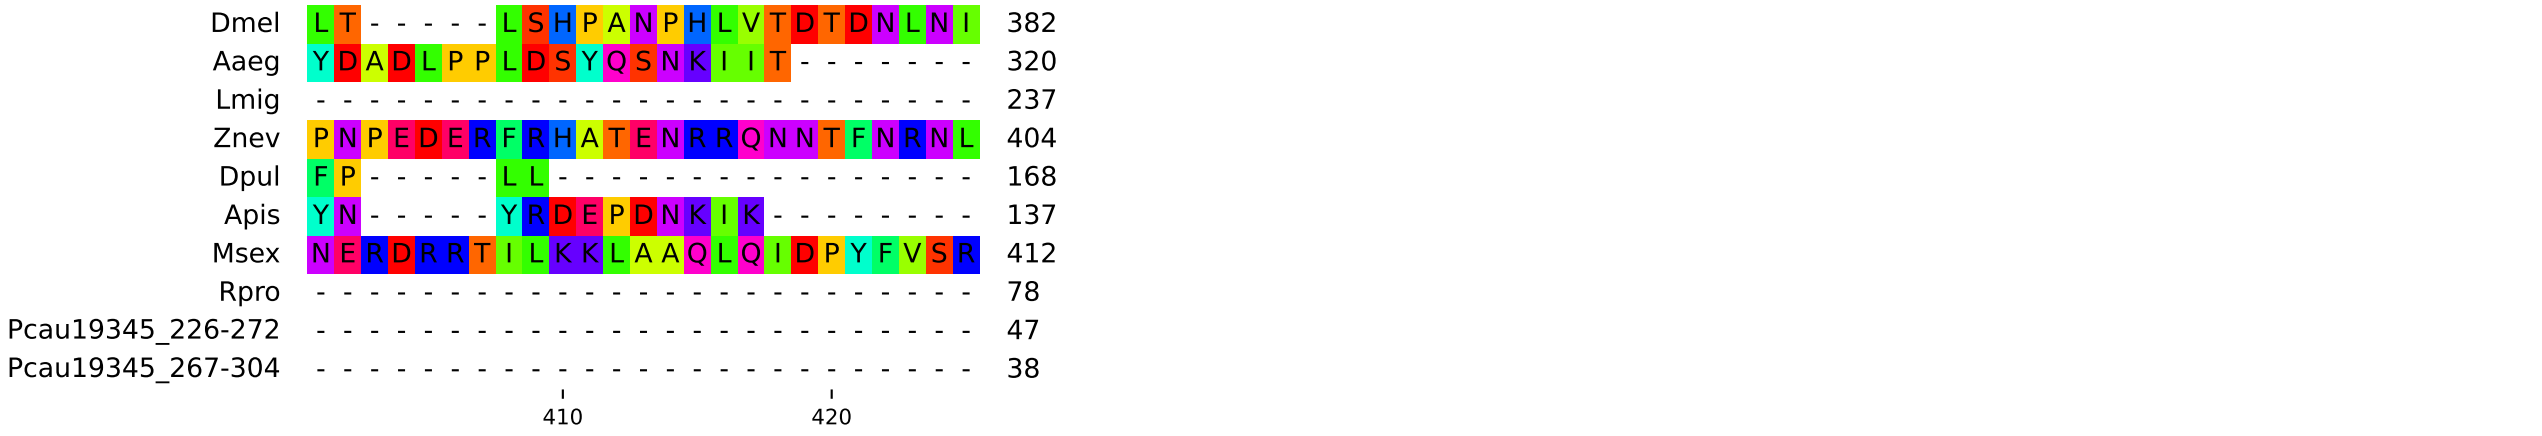 Dmel L T - - - - - L S H P A N P H L V T D T D N L N I 382
Aaeg Y D A D L P P L D S Y Q S N K I I T - - - - - - - 320
Lmig - - - - - - - - - - - - - - - - - - - - - - - - - 237
Znev P N P E D E R F R H A T E N R R Q N N T F N R N L 404
Dpul F P - - - - - L L - - - - - - - - - - - - - - - - 168
Apis Y N - - - - - Y R D E P D N K I K - - - - - - - - 137
Msex N E R D R R T I L K K L A A Q L Q I D P Y F V S R 412
Rpro - - - - - - - - - - - - - - - - - - - - - - - - - 78
Pcau19345_226-272 - - - - - - - - - - - - - - - - - - - - - - - - - 47
Pcau19345_267-304 - - - - - - - - - - - - - - - - - - - - - - - - - 38
410 420